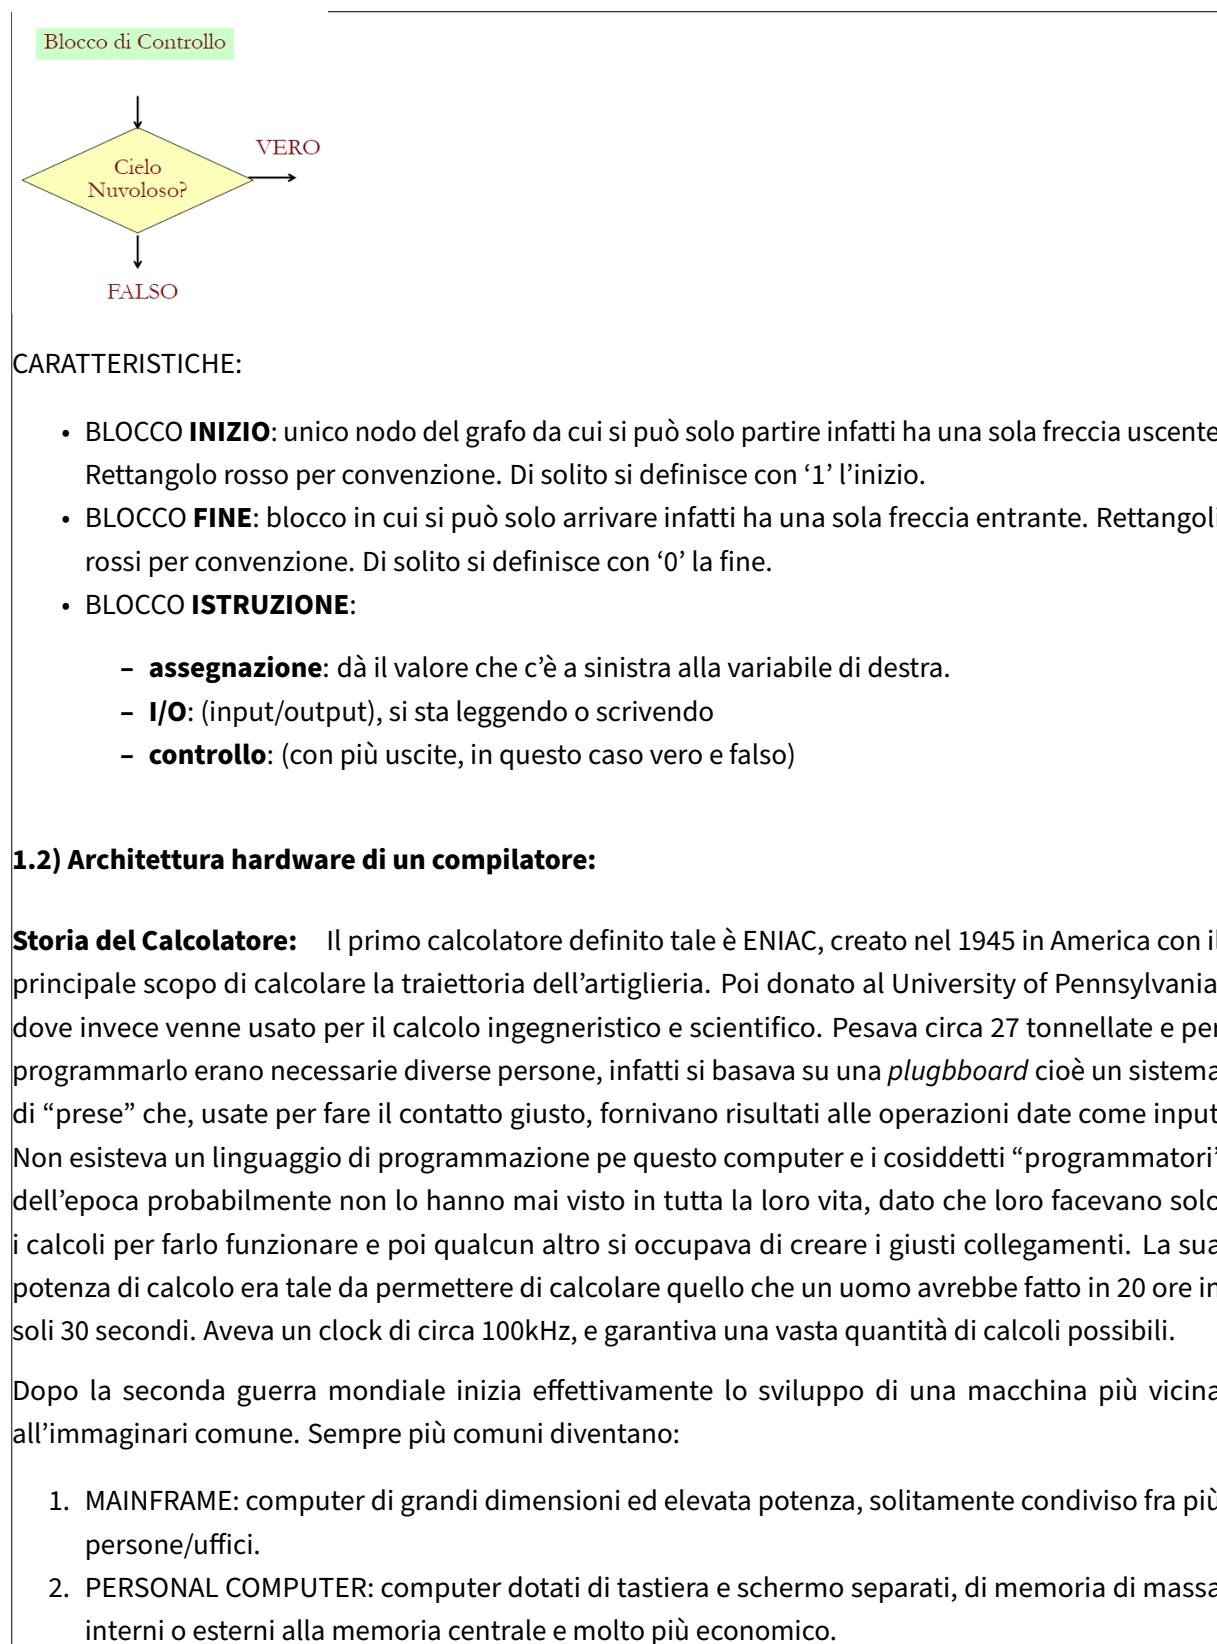 Blocco di Controllo
VERO
Cielo
Nuvoloso?
FALSO
CARATTERISTICHE:
• BLOCCO INIZIO: unico nodo del grafo da cui si può solo partire infatti ha una sola freccia uscente
Rettangolo rosso per convenzione. Di solito si definisce con ‘1’ l’inizio.
• BLOCCO FINE: blocco in cui si può solo arrivare infatti ha una sola freccia entrante. Rettangoli
rossi per convenzione. Di solito si definisce con ‘0’ la fine.
• BLOCCO ISTRUZIONE:
– assegnazione: dà il valore che c’è a sinistra alla variabile di destra.
– I/O: (input/output), si sta leggendo o scrivendo
– controllo: (con più uscite, in questo caso vero e falso)
1.2) Architettura hardware di un compilatore:
Storia del Calcolatore: Il primo calcolatore definito tale è ENIAC, creato nel 1945 in America con il
principale scopo di calcolare la traiettoria dell’artiglieria. Poi donato al University of Pennsylvania
dove invece venne usato per il calcolo ingegneristico e scientifico. Pesava circa 27 tonnellate e per
programmarlo erano necessarie diverse persone, infatti si basava su una plugbboard cioè un sistema
di “prese” che, usate per fare il contatto giusto, fornivano risultati alle operazioni date come input
Non esisteva un linguaggio di programmazione pe questo computer e i cosiddetti “programmatori”
dell’epoca probabilmente non lo hanno mai visto in tutta la loro vita, dato che loro facevano solo
i calcoli per farlo funzionare e poi qualcun altro si occupava di creare i giusti collegamenti. La sua
potenza di calcolo era tale da permettere di calcolare quello che un uomo avrebbe fatto in 20 ore in
soli 30 secondi. Aveva un clock di circa 100kHz, e garantiva una vasta quantità di calcoli possibili.
Dopo la seconda guerra mondiale inizia effettivamente lo sviluppo di una macchina più vicina
all’immaginari comune. Sempre più comuni diventano:
1. MAINFRAME: computer di grandi dimensioni ed elevata potenza, solitamente condiviso fra più
persone/uffici.
2. PERSONAL COMPUTER: computer dotati di tastiera e schermo separati, di memoria di massa
interni o esterni alla memoria centrale e molto più economico.